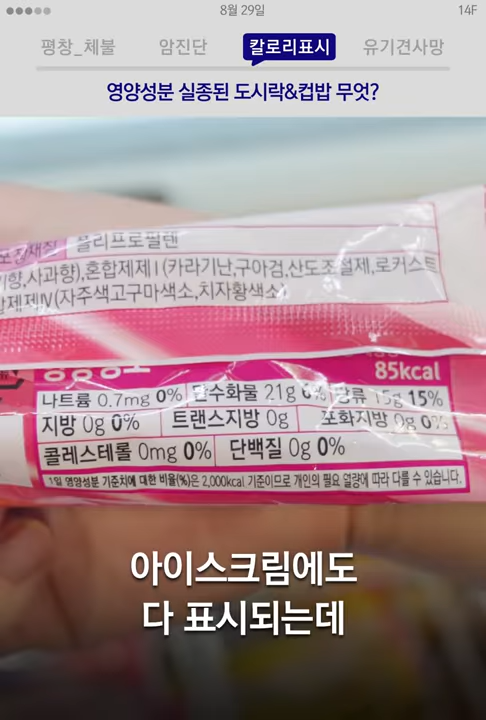 8월 29일
14F
평창_체불 암진단 칼로리표시 유기견사망
영양성분 실종된 도시락&컵밥 무엇?
폴리프로필렌
사과향),혼합제제 I (카라기난,구아검,산도조절제,로커스트
(자주색고구마색소,치자황색소)
85kcal
나트륨 0.7mg 0% 탄수화물 21g 6% 당류 15g 15%
지방 0g 0% 트랜스지방 0g 포화지방 0g 0%
콜레스테롤 0mg 0% 단백질 0g 0%
1일 영양성분 기준치에 대한 비율(%)은 2,000kcal 기준이므로 개인의 필요 열량에 따라 다를 수 있습니다.
아이스크림에도
다 표시되는데